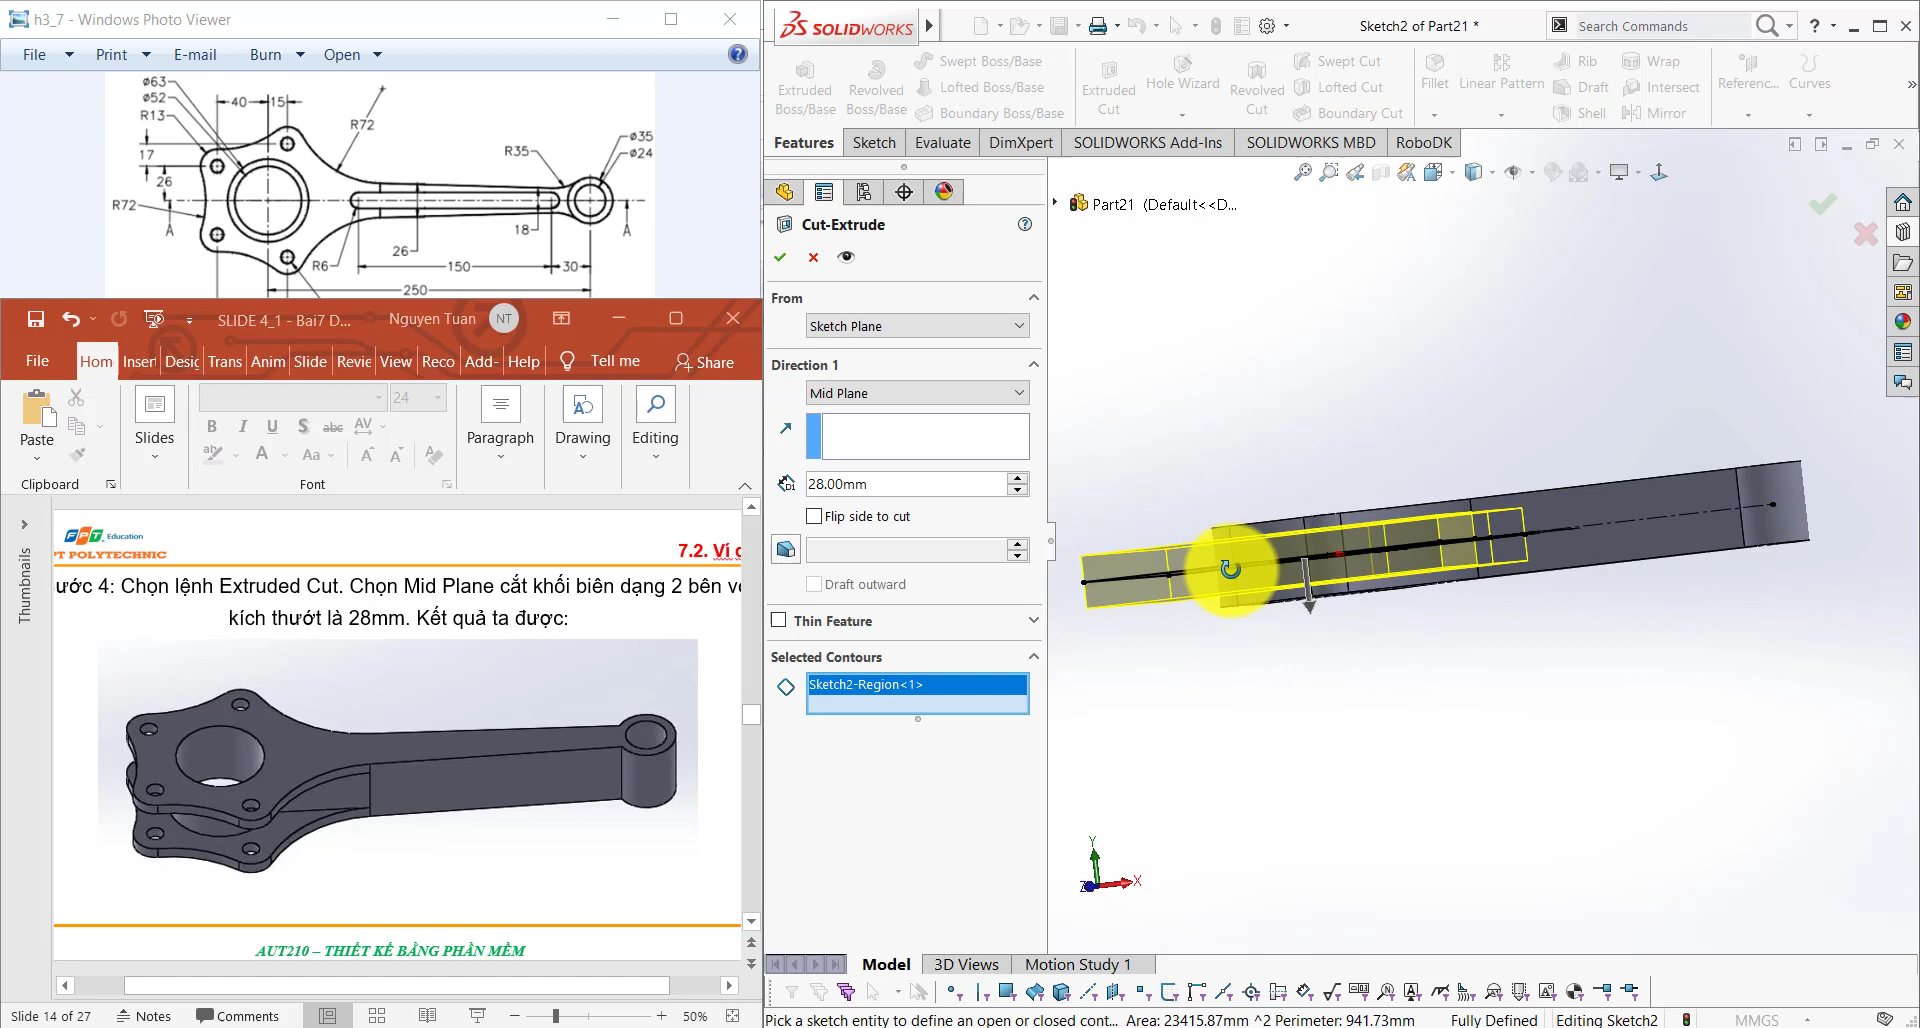 h3_7 - Windows Photo Viewer
File
Print
E-mail
Burn
Open
ø63
ø52
R13
40
15
R72
17
26
R72
A
R35
ø35
ø24
18
A
R6
26
150
30
250
SLIDE 4_1 - Bai7 D...
Nguyen Tuan
NT
File
Hom
Inser
Desig
Trans
Anim
Slide
Revie
View
Reco
Add-
Help
Tell me
Share
Paste
Clipboard
Slides
24
B I U S abc AV
Aa
A
Font
Paragraph
Drawing
Editing
Thumbnails
FPT Education
PT POLYTECHNIC
7.2. Ví d
ước 4: Chọn lệnh Extruded Cut. Chọn Mid Plane cắt khối biên dạng 2 bên vớ
kích thướt là 28mm. Kết quả ta được:
AUT210 – THIẾT KẾ BẰNG PHẦN MỀM
Slide 14 of 27
Notes
Comments
50%
SOLIDWORKS
Sketch2 of Part21 *
Search Commands
Extruded Boss/Base
Revolved Boss/Base
Swept Boss/Base
Lofted Boss/Base
Boundary Boss/Base
Extruded Cut
Hole Wizard
Revolved Cut
Swept Cut
Lofted Cut
Boundary Cut
Fillet
Linear Pattern
Rib
Draft
Shell
Wrap
Intersect
Mirror
Referenc...
Curves
Features
Sketch
Evaluate
DimXpert
SOLIDWORKS Add-Ins
SOLIDWORKS MBD
RoboDK
Part21 (Default<<D...
Cut-Extrude
From
Sketch Plane
Direction 1
Mid Plane
28.00mm
Flip side to cut
Draft outward
Thin Feature
Selected Contours
Sketch2-Region<1>
Y
X
Z
Model
3D Views
Motion Study 1
Pick a sketch entity to define an open or closed cont...
Area: 23415.87mm ^2 Perimeter: 941.73mm
Fully Defined
Editing Sketch2
MMGS